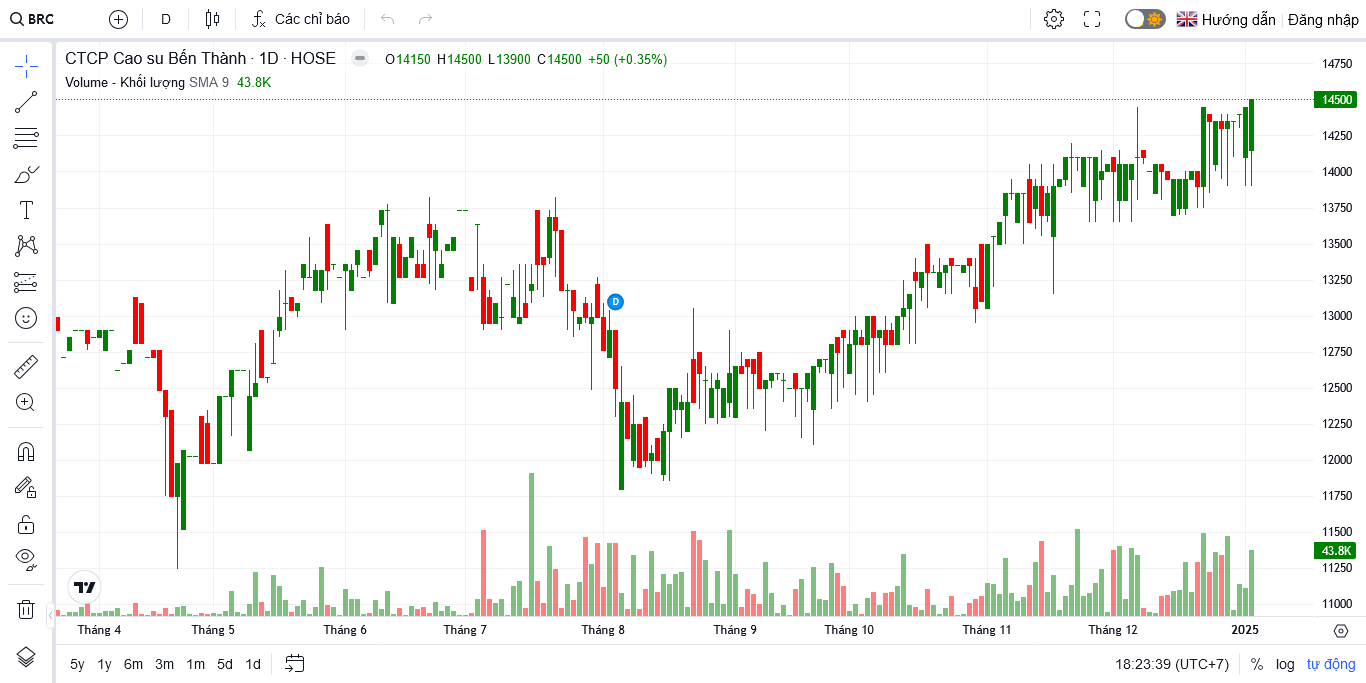 BRC D Các chỉ báo Hướng dẫn Đăng nhập
CTCP Cao su Bến Thành · 1D · HOSE O14150 H14500 L13900 C14500 +50 (+0.35%)
Volume - Khối lượng SMA 9 43.8K
14750
14500
14250
14000
13750
13500
13250
13000
D
12750
12500
12250
12000
11750
11500
43.8K
11250
11000
Tháng 4 Tháng 5 Tháng 6 Tháng 7 Tháng 8 Tháng 9 Tháng 10 Tháng 11 Tháng 12 2025
5y 1y 6m 3m 1m 5d 1d 18:23:39 (UTC+7) % log tự động